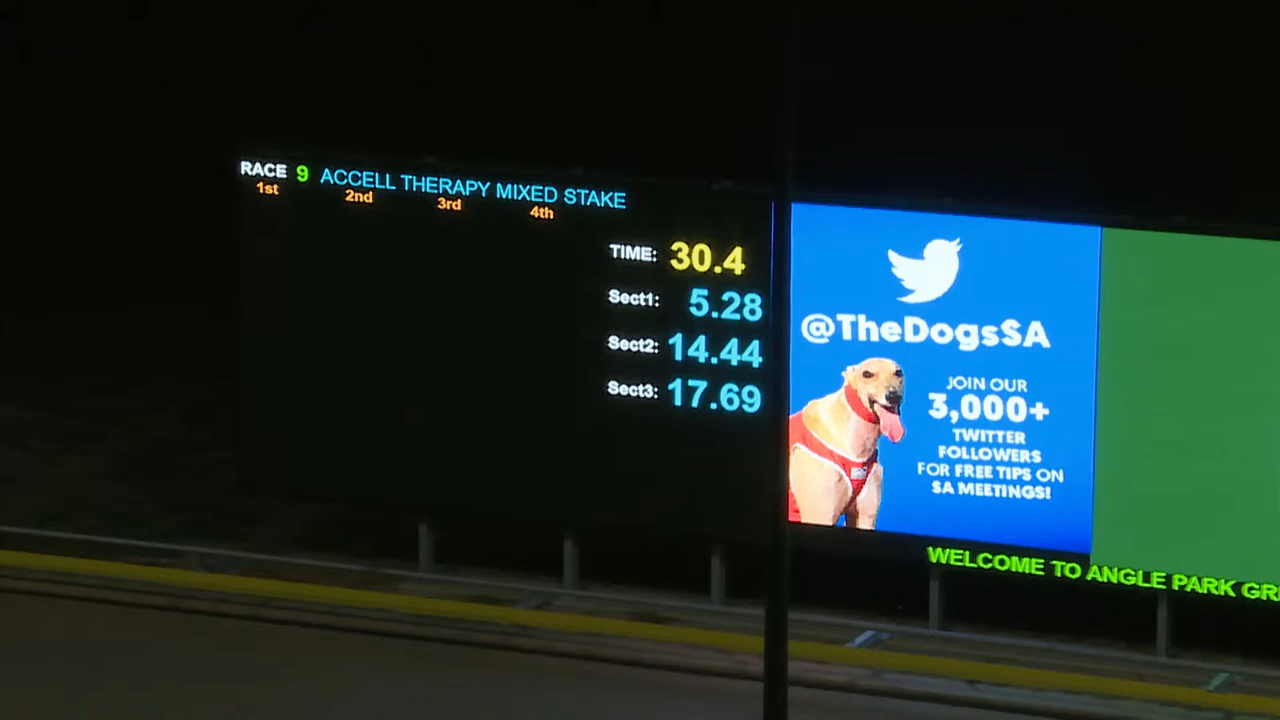 RACE 9 ACCELL THERAPY MIXED STAKE
1st 2nd 3rd 4th
TIME: 30.4
Sect1: 5.28
Sect2: 14.44
Sect3: 17.69
@TheDogsSA
JOIN OUR
3,000+
TWITTER
FOLLOWERS
FOR FREE TIPS ON
SA MEETINGS!
WELCOME TO ANGLE PARK GR